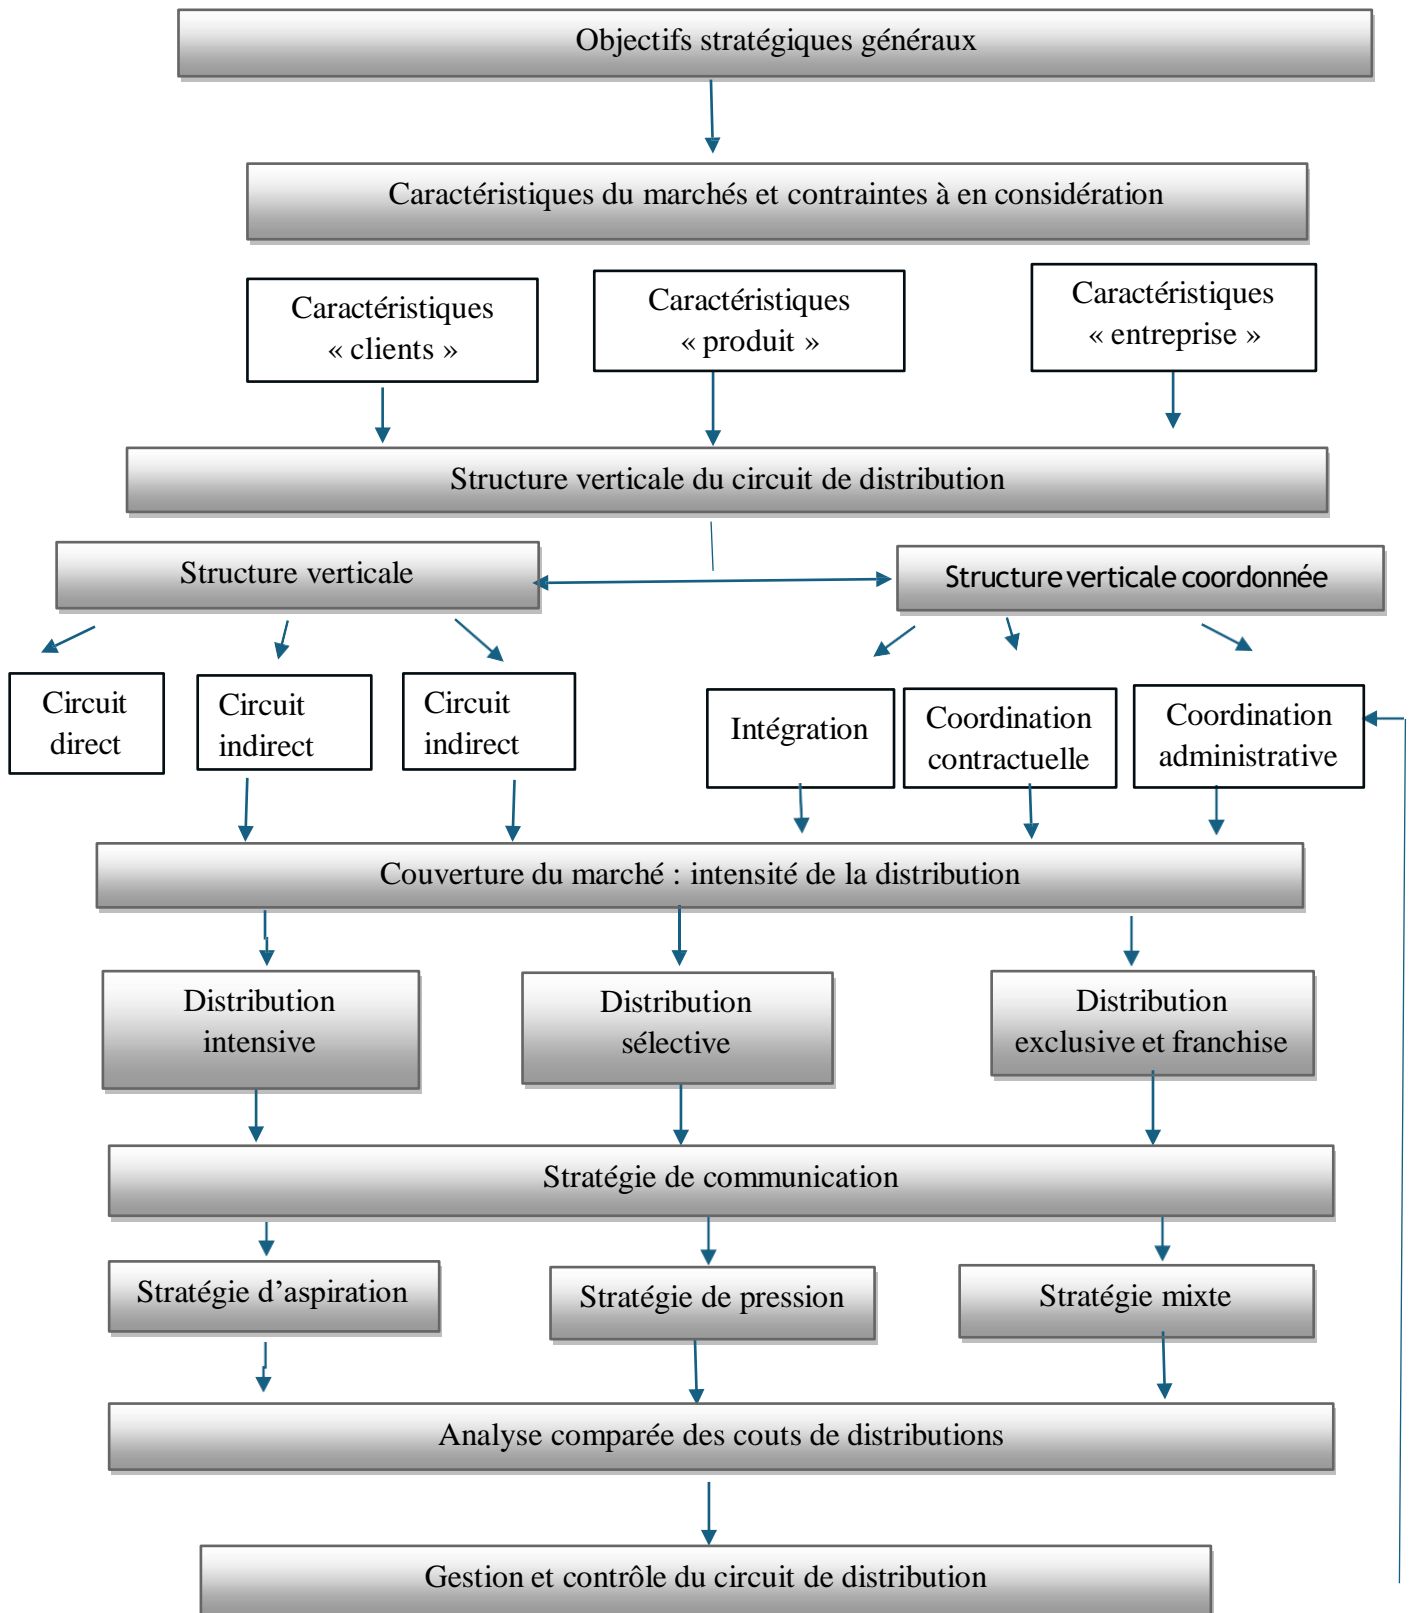 Objectifs stratégiques généraux
Caractéristiques du marchés et contraintes à en considération
Caractéristiques
« clients »
Caractéristiques
« produit »
Caractéristiques
« entreprise »
Structure verticale du circuit de distribution
Structure verticale
Structure verticale coordonnée
Circuit
direct
Circuit
indirect
Circuit
indirect
Intégration
Coordination
contractuelle
Coordination
administrative
Couverture du marché : intensité de la distribution
Distribution
intensive
Distribution
sélective
Distribution
exclusive et franchise
Stratégie de communication
Stratégie d’aspiration
Stratégie de pression
Stratégie mixte
Analyse comparée des couts de distributions
Gestion et contrôle du circuit de distribution